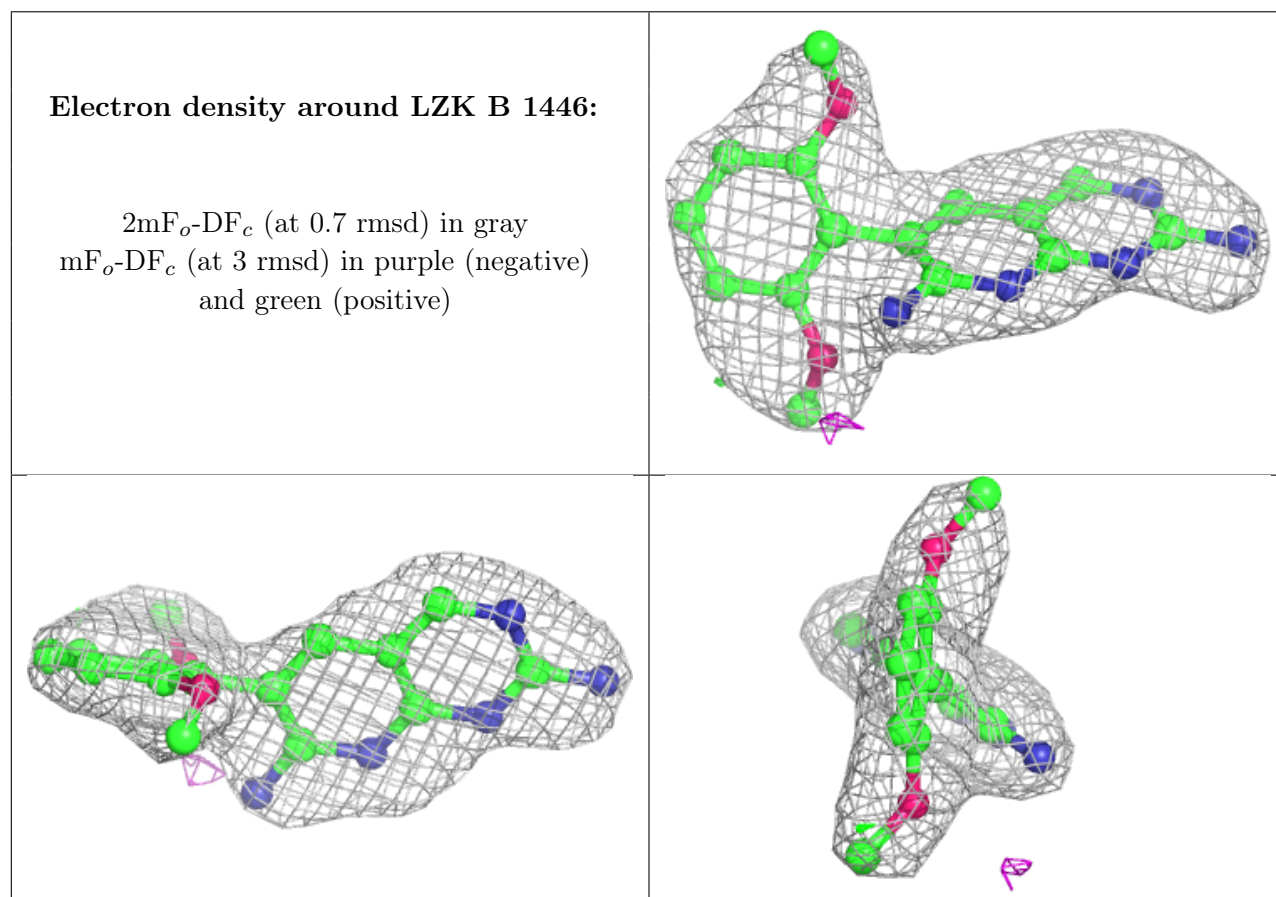 Electron density around LZK B 1446:
2mFₒ-DF𝒸 (at 0.7 rmsd) in gray
mFₒ-DF𝒸 (at 3 rmsd) in purple (negative)
and green (positive)